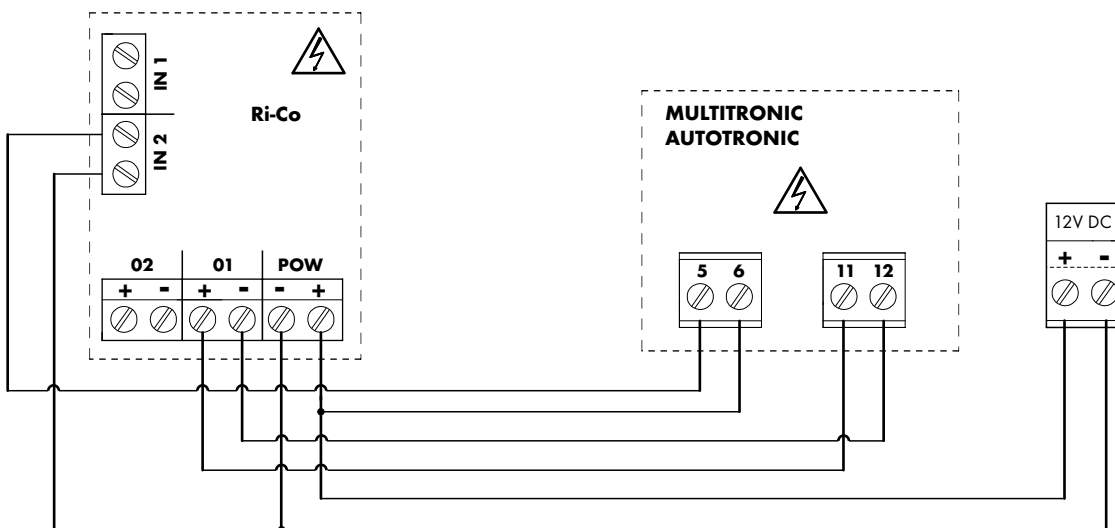 IN 1
IN 2
Ri-Co
02 01 POW
+ - + - - +
MULTITRONIC
AUTOTRONIC
5 6
11 12
12V DC
+ -